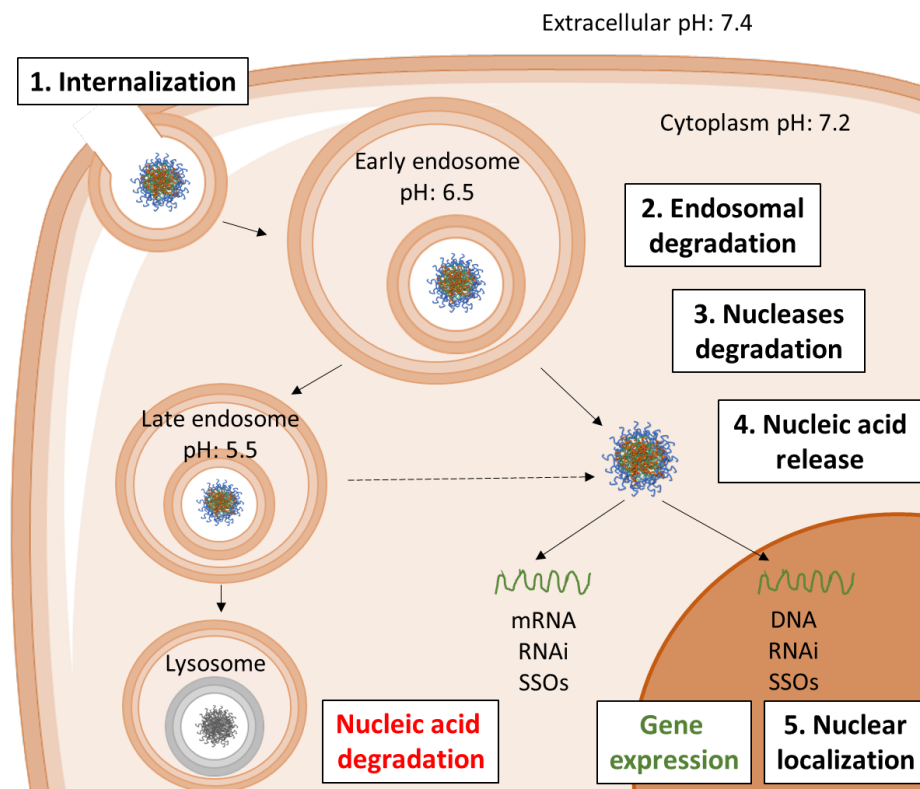 Extracellular pH: 7.4
1. Internalization
Cytoplasm pH: 7.2
Early endosome
pH: 6.5
2. Endosomal
degradation
3. Nucleases
degradation
Late endosome
pH: 5.5
4. Nucleic acid
release
mRNA
RNAi
SSOs
DNA
RNAi
SSOs
Lysosome
Nucleic acid
degradation
Gene
expression
5. Nuclear
localization